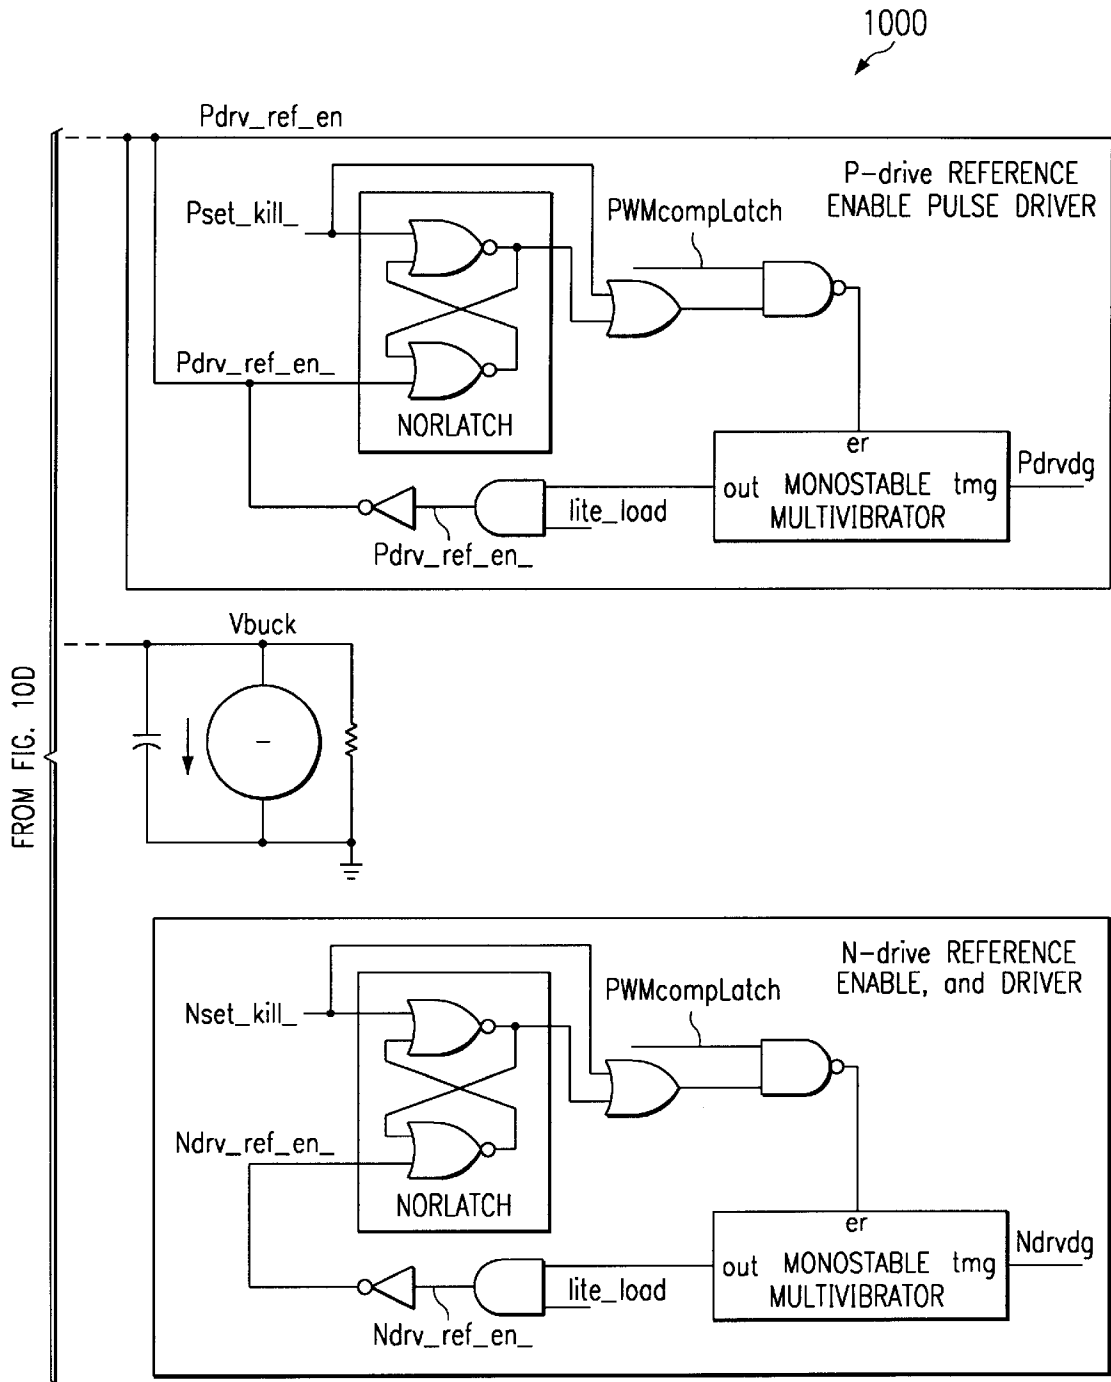 1000
Pdrv_ref_en
P-drive REFERENCE
ENABLE PULSE DRIVER
Pset_kill_
PWMcompLatch
Pdrv_ref_en_
NORLATCH
er
out MONOSTABLE tmg
MULTIVIBRATOR
Pdrvdg
lite_load
Pdrv_ref_en_
Vbuck
-
FROM FIG. 10D
N-drive REFERENCE
ENABLE, and DRIVER
Nset_kill_
PWMcompLatch
Ndrv_ref_en_
NORLATCH
er
out MONOSTABLE tmg
MULTIVIBRATOR
Ndrvdg
lite_load
Ndrv_ref_en_